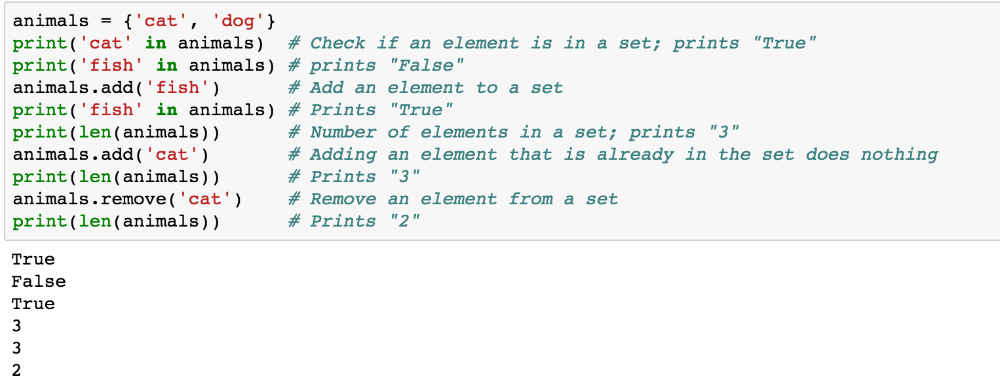 animals = {'cat', 'dog'}
print('cat' in animals)  # Check if an element is in a set; prints "True"
print('fish' in animals) # prints "False"
animals.add('fish')      # Add an element to a set
print('fish' in animals) # Prints "True"
print(len(animals))      # Number of elements in a set; prints "3"
animals.add('cat')       # Adding an element that is already in the set does nothing
print(len(animals))      # Prints "3"
animals.remove('cat')    # Remove an element from a set
print(len(animals))      # Prints "2"
True
False
True
3
3
2